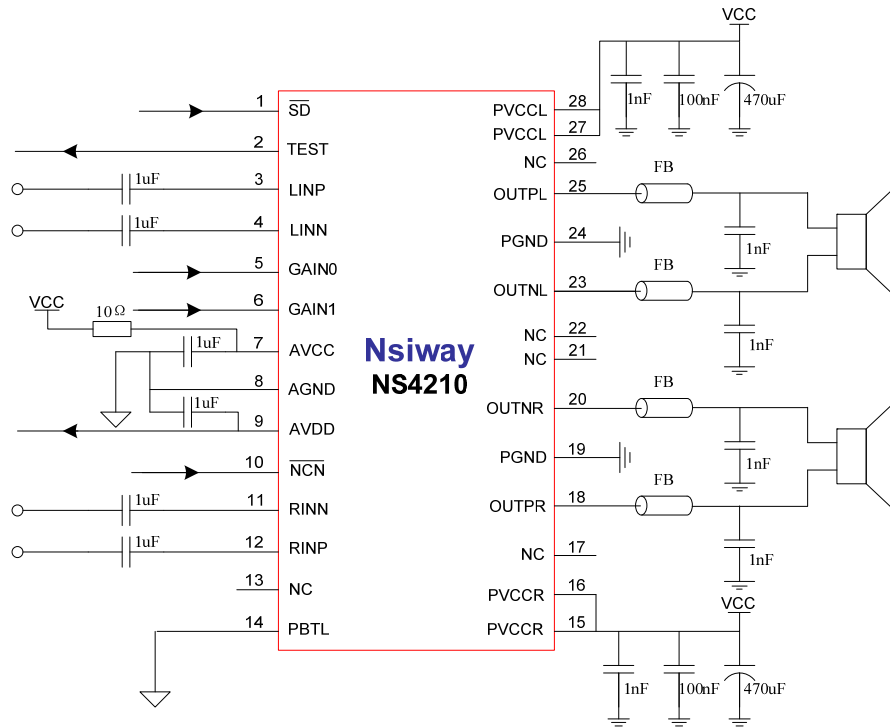 VCC
1nF
100nF
470uF
1
SD
PVCCL
28
PVCCL
27
2
TEST
NC
26
1uF
3
LINP
OUTPL
25
FB
1uF
4
LINN
PGND
24
1nF
5
GAIN0
FB
OUTNL
23
VCC
10Ω
6
GAIN1
1nF
1uF
7
AVCC
Nsiway
NS4210
NC
22
NC
21
8
AGND
FB
1uF
9
AVDD
OUTNR
20
10
NCN
PGND
19
1nF
FB
1uF
11
RINN
OUTPR
18
1uF
12
RINP
NC
17
1nF
13
NC
PVCCR
16
14
PBTL
PVCCR
15
VCC
1nF
100nF
470uF